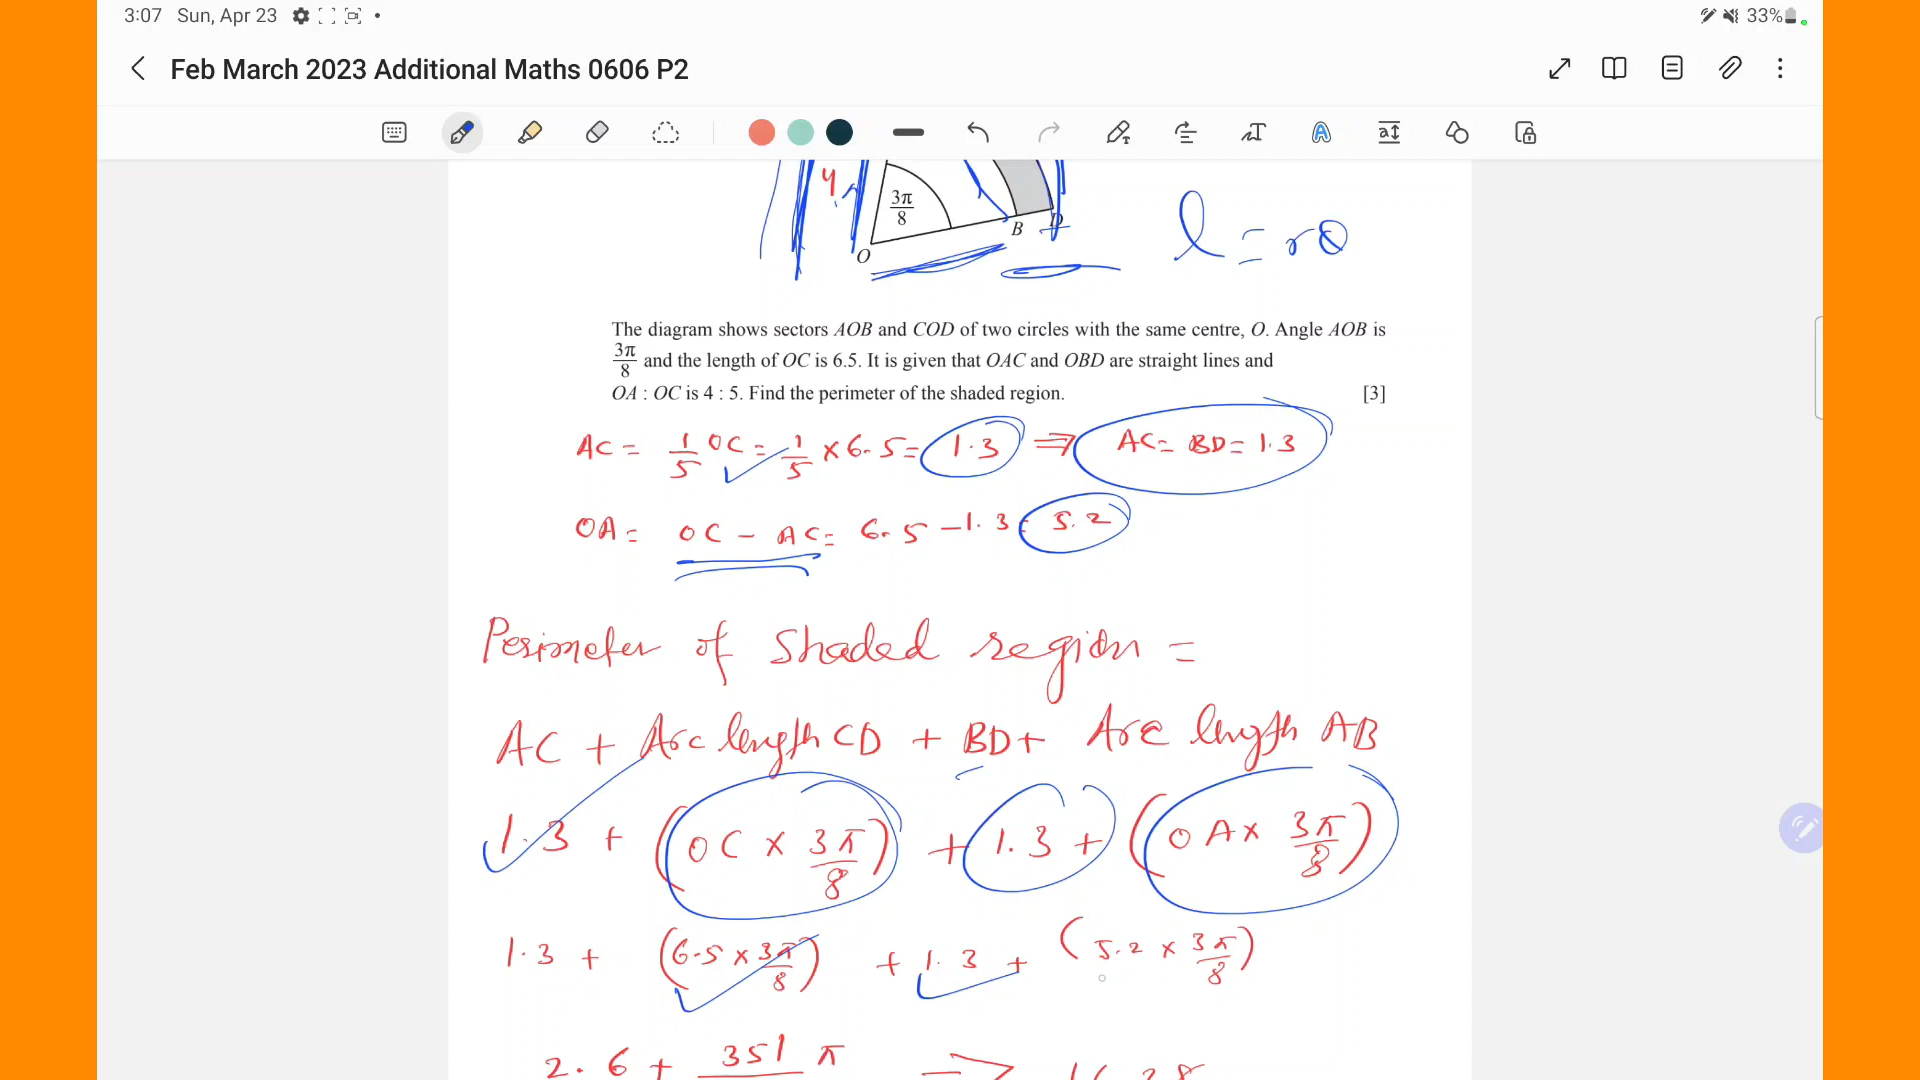 3:07 Sun, Apr 23
33%
Feb March 2023 Additional Maths 0606 P2
4
3π/8
O
B
D
l = rθ
The diagram shows sectors AOB and COD of two circles with the same centre, O. Angle AOB is
3π/8 and the length of OC is 6.5. It is given that OAC and OBD are straight lines and
OA : OC is 4 : 5. Find the perimeter of the shaded region. [3]
AC = 1/5 OC = 1/5 × 6.5 = 1.3 ⇒ AC = BD = 1.3
OA = OC - AC = 6.5 - 1.3 = 5.2
Perimeter of shaded region =
AC + Arc length CD + BD + Arc length AB
1.3 + (OC × 3π/8) + 1.3 + (OA × 3π/8)
1.3 + (6.5 × 3π/8) + 1.3 + (5.2 × 3π/8)
2.6 + 351 π